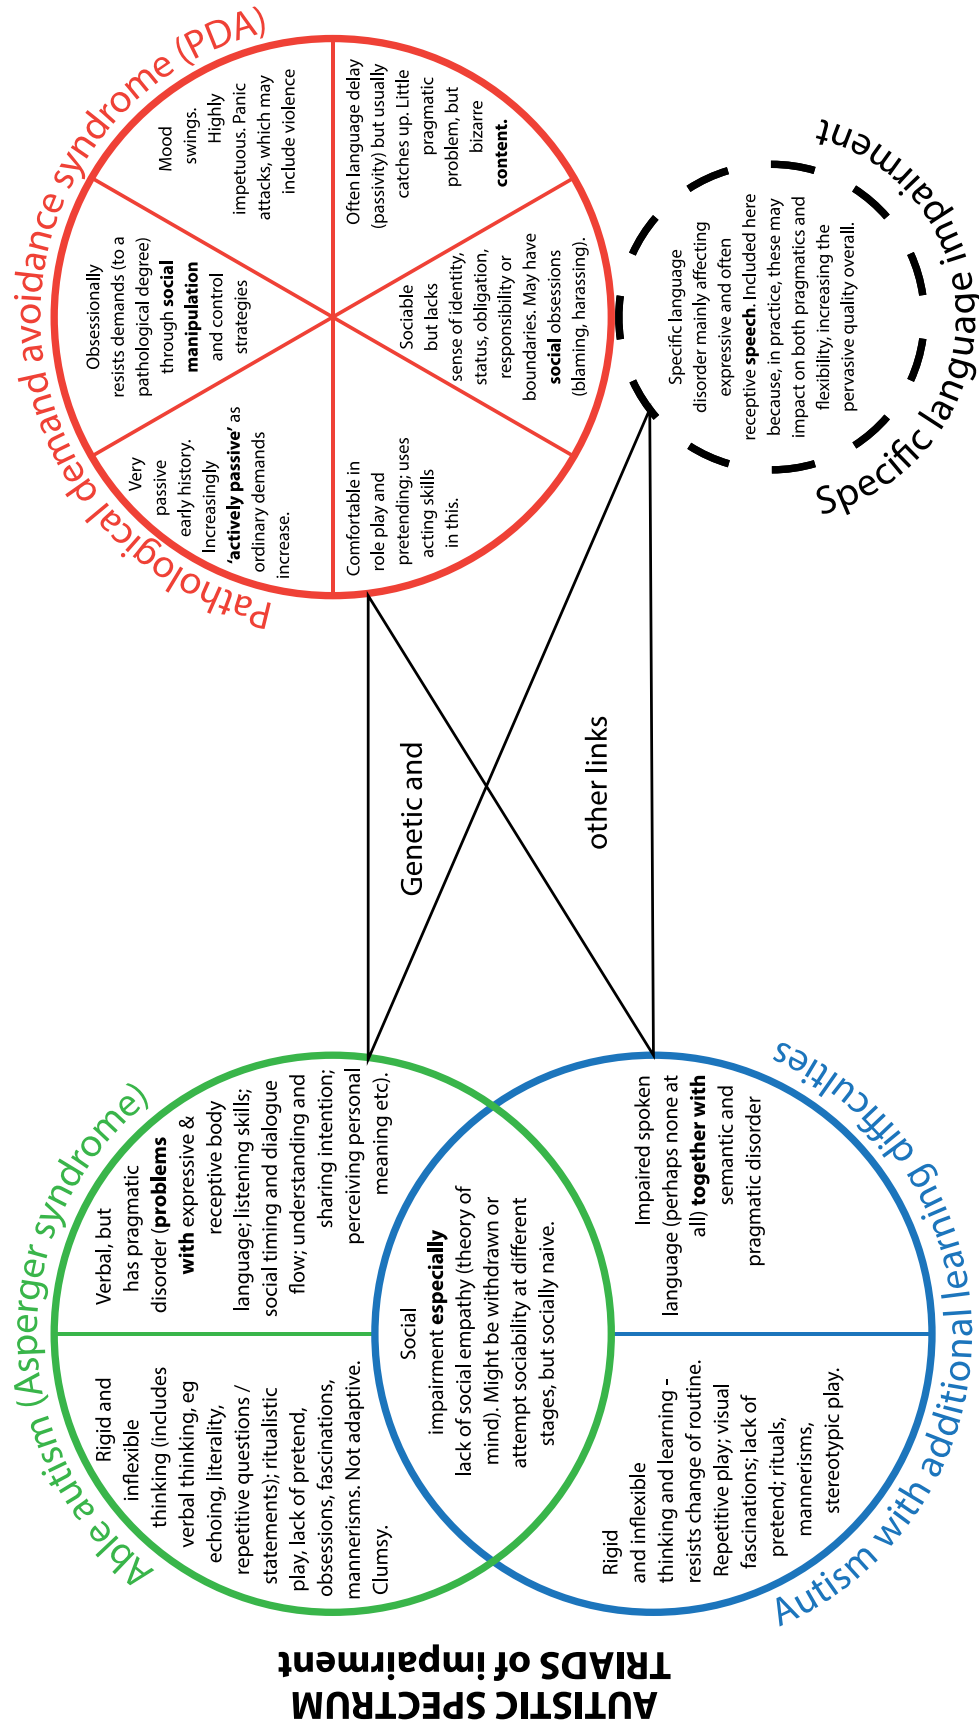 AUTISTIC SPECTRUM
TRIADS of impairment
Able autism (Asperger syndrome)
Rigid and
inflexible
thinking (includes
verbal thinking, eg
echoing, literality,
repetitive questions /
statements); ritualistic
play, lack of pretend,
obsessions, fascinations,
mannerisms. Not adaptive.
Clumsy.
Verbal, but
has pragmatic
disorder (problems
with expressive &
receptive body
language; listening skills;
social timing and dialogue
flow; understanding and
sharing intention;
perceiving personal
meaning etc).
Social
impairment especially
lack of social empathy (theory of
mind). Might be withdrawn or
attempt sociability at different
stages, but socially naive.
Rigid
and inflexible
thinking and learning –
resists change of routine.
Repetitive play; visual
fascinations; lack of
pretend; rituals,
mannerisms,
stereotypic play.
Impaired spoken
language (perhaps none at
all) together with
semantic and
pragmatic disorder
Autism with additional learning difficulties
Genetic and
other links
Pathological demand avoidance syndrome (PDA)
Very
passive
early history.
Increasingly
‘actively passive’ as
ordinary demands
increase.
Obsessionally
resists demands (to a
pathological degree)
through social
manipulation
and control
strategies
Mood
swings.
Highly
impetuous. Panic
attacks, which may
include violence
Comfortable in
role play and
pretending; uses
acting skills
in this.
Sociable
but lacks
sense of identity,
status, obligation,
responsibility or
boundaries. May have
social obsessions
(blaming, harassing).
Often language delay
(passivity) but usually
catches up. Little
pragmatic
problem, but
bizarre
content.
Specific language
disorder mainly affecting
expressive and often
receptive speech. Included here
because, in practice, these may
impact on both pragmatics and
flexibility, increasing the
pervasive quality overall.
Specific language impairment